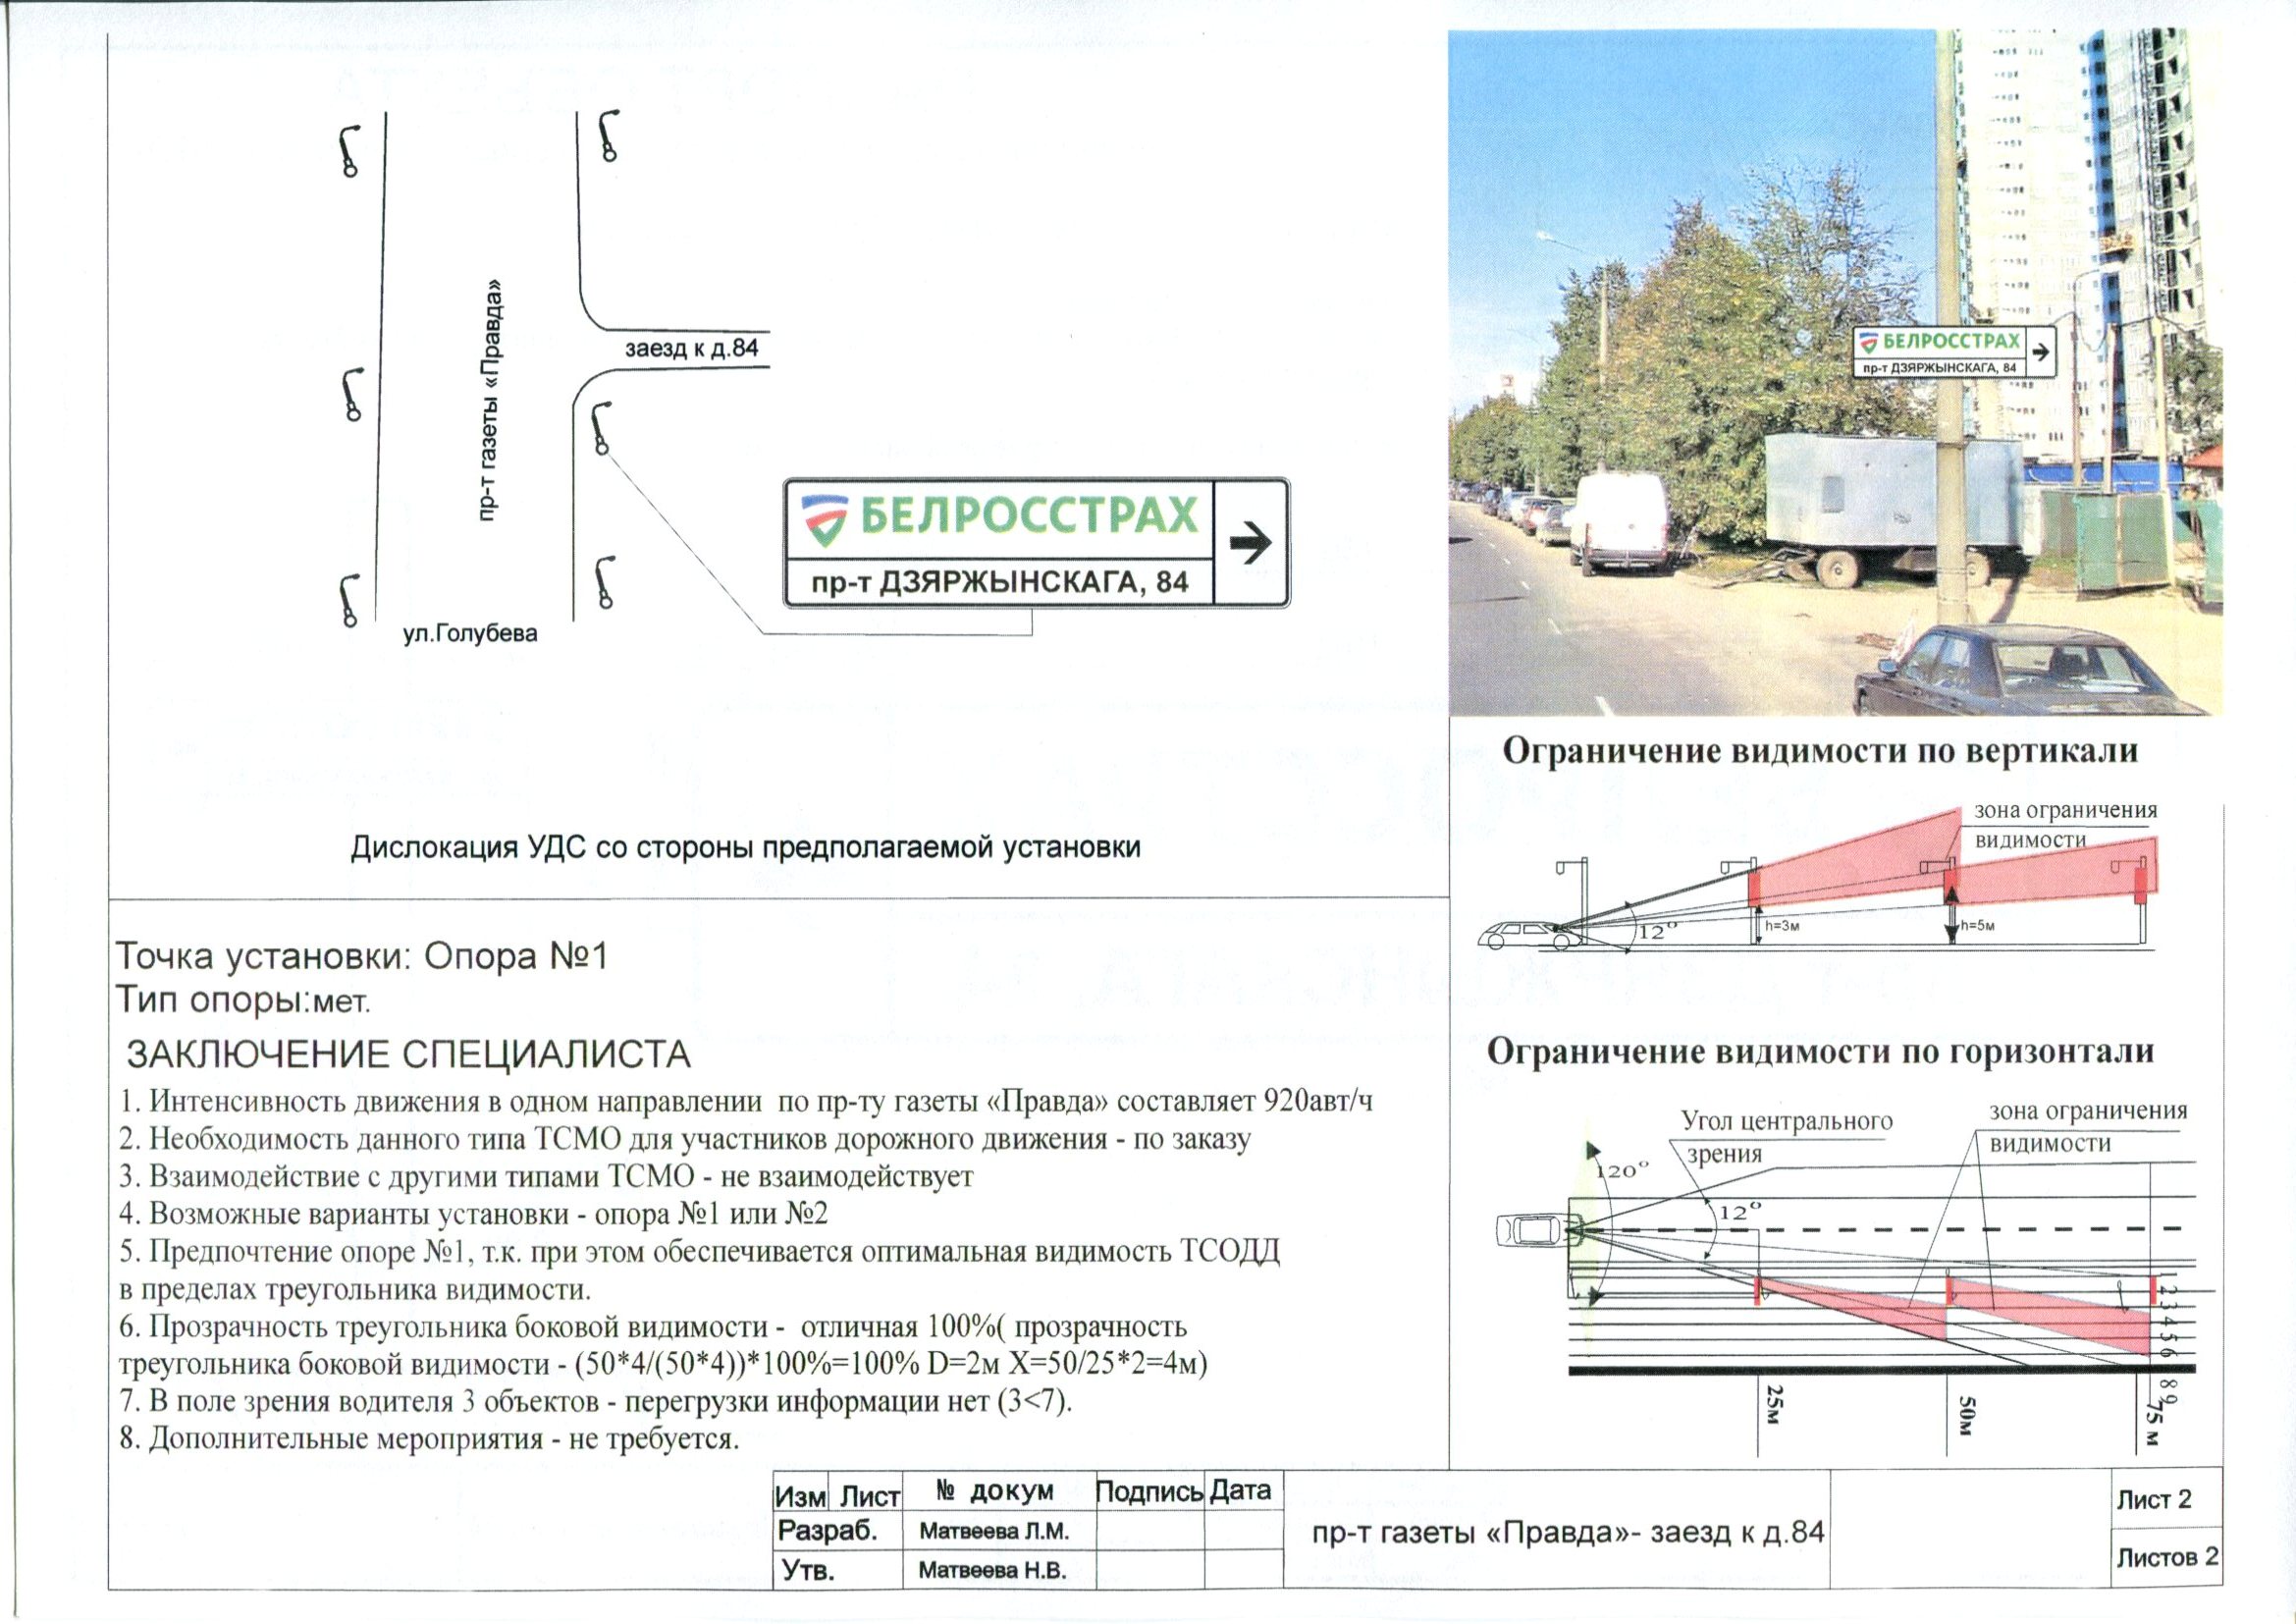 пр-т газеты «Правда»
заезд к д.84
БЕЛРОССТРАХ
пр-т ДЗЯРЖЫНСКАГА, 84
ул.Голубева
Дислокация УДС со стороны предполагаемой установки
БЕЛРОССТРАХ
пр-т ДЗЯРЖЫНСКАГА, 84
Ограничение видимости по вертикали
зона ограничения
видимости
12°
h=3м
h=5м
Ограничение видимости по горизонтали
Угол центрального
зрения
зона ограничения
видимости
120°
12°
1 2 3 4 5 6
8 9
25м
50м
75 м
Точка установки: Опора №1
Тип опоры:мет.
ЗАКЛЮЧЕНИЕ СПЕЦИАЛИСТА
1. Интенсивность движения в одном направлении по пр-ту газеты «Правда» составляет 920авт/ч
2. Необходимость данного типа ТСМО для участников дорожного движения - по заказу
3. Взаимодействие с другими типами ТСМО - не взаимодействует
4. Возможные варианты установки - опора №1 или №2
5. Предпочтение опоре №1, т.к. при этом обеспечивается оптимальная видимость ТСОДД
в пределах треугольника видимости.
6. Прозрачность треугольника боковой видимости - отличная 100%( прозрачность
треугольника боковой видимости - (50*4/(50*4))*100%=100% D=2м X=50/25*2=4м)
7. В поле зрения водителя 3 объектов - перегрузки информации нет (3<7).
8. Дополнительные мероприятия - не требуется.
Изм Лист № докум Подпись Дата
Разраб. Матвеева Л.М.
Утв. Матвеева Н.В.
пр-т газеты «Правда»- заезд к д.84
Лист 2
Листов 2